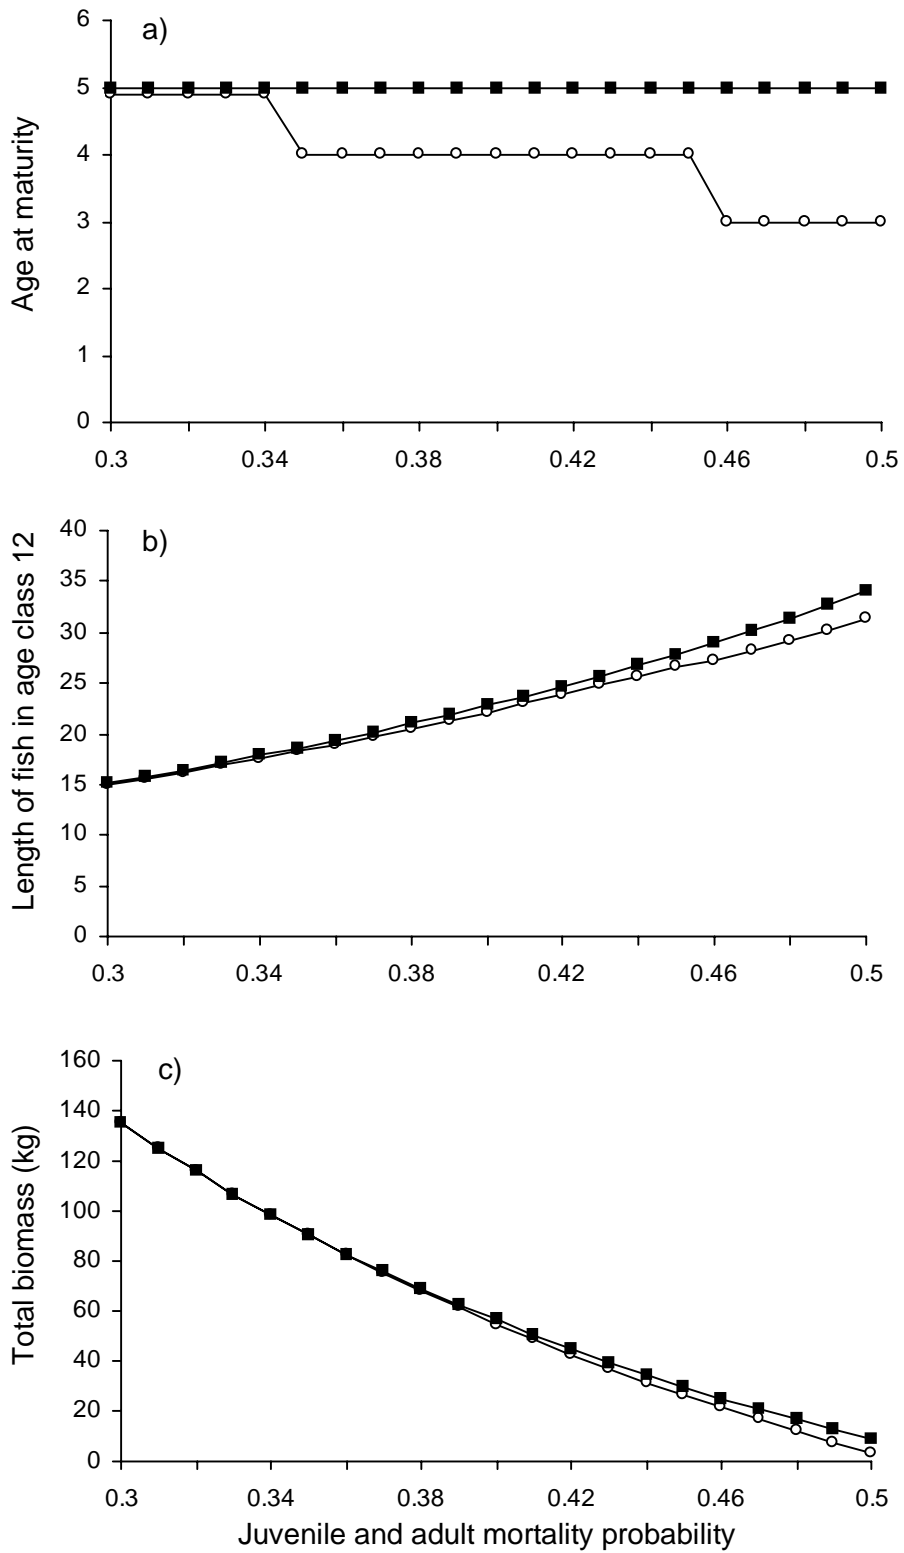 a)
Age at maturity
6
5
4
3
2
1
0
0.3 0.34 0.38 0.42 0.46 0.5
b)
Length of fish in age class 12
40
35
30
25
20
15
10
5
0
0.3 0.34 0.38 0.42 0.46 0.5
c)
Total biomass (kg)
160
140
120
100
80
60
40
20
0
0.3 0.34 0.38 0.42 0.46 0.5
Juvenile and adult mortality probability